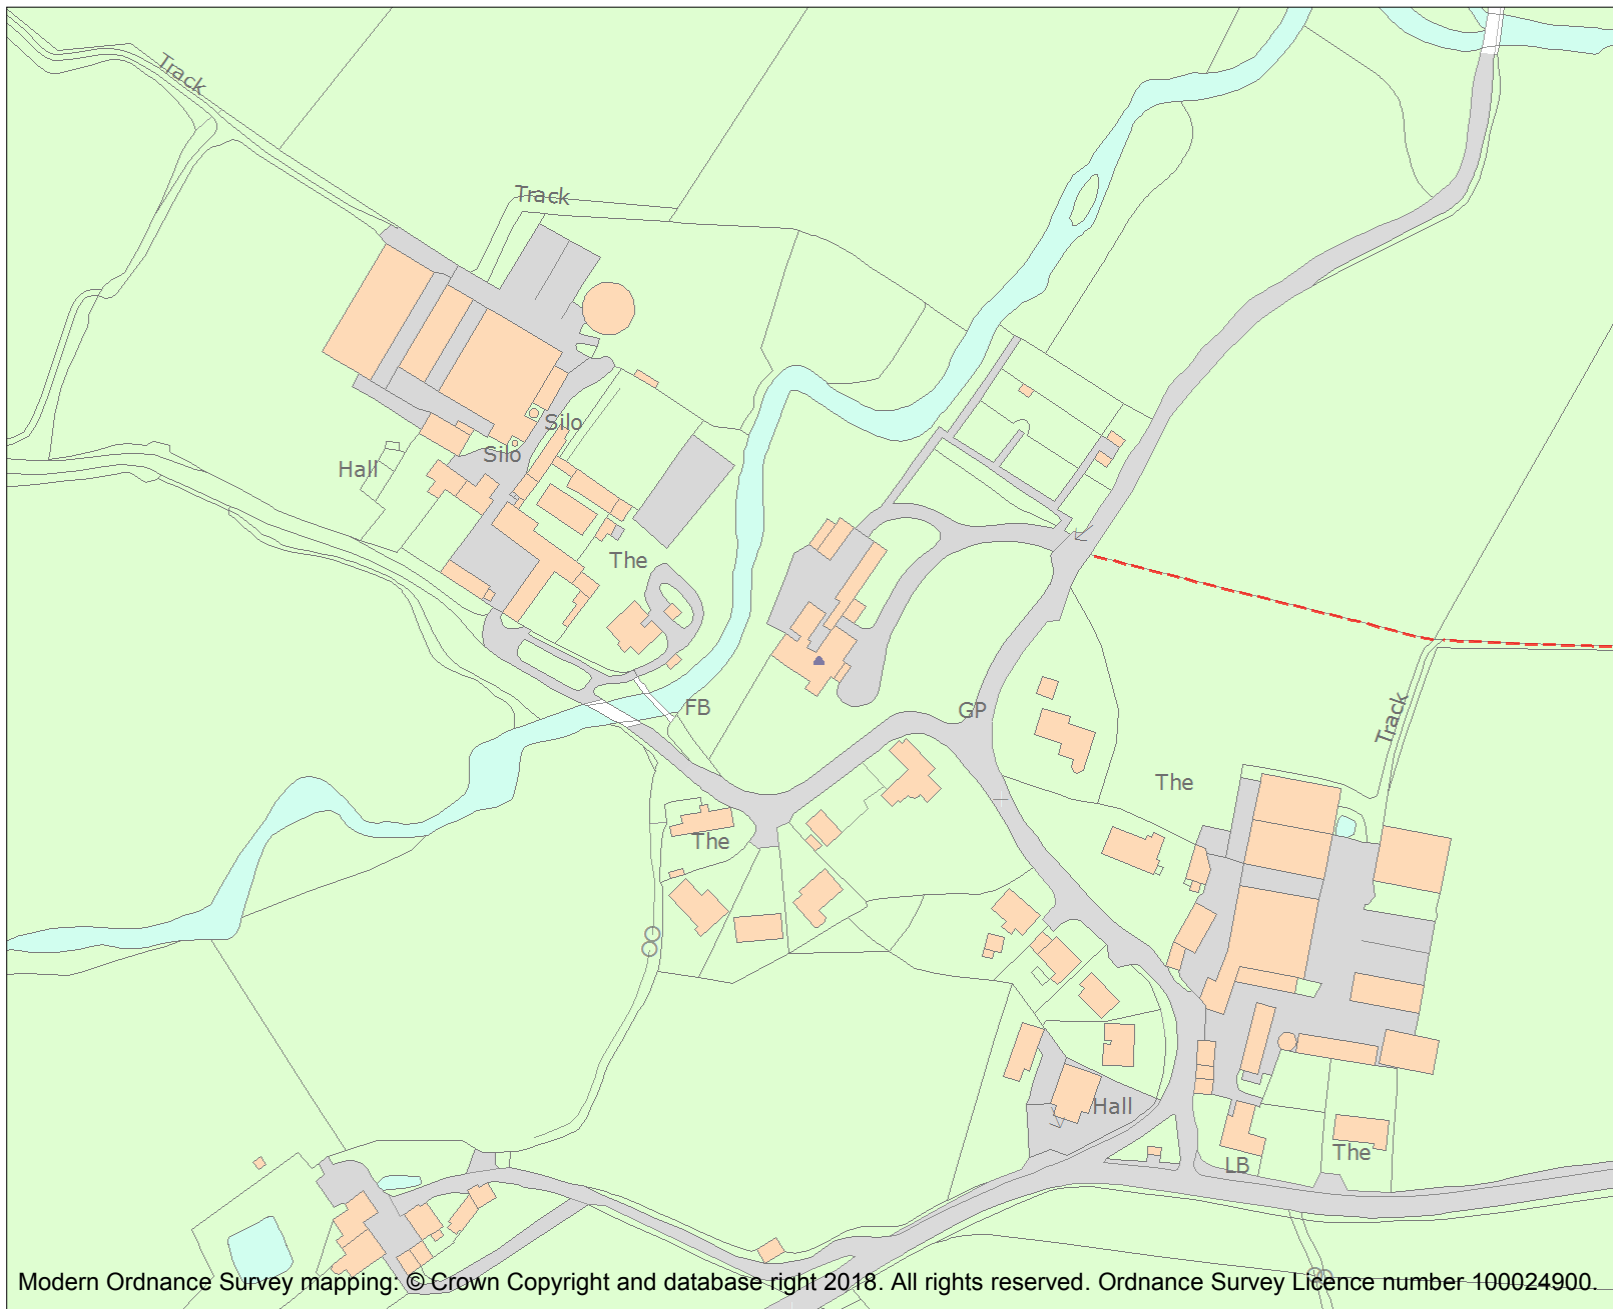 Track
Track
Silo
Silo
Hall
The
FB
GP
Track
The
The
Hall
The
LB
Modern Ordnance Survey mapping: © Crown Copyright and database right 2018. All rights reserved. Ordnance Survey Licence number 100024900.